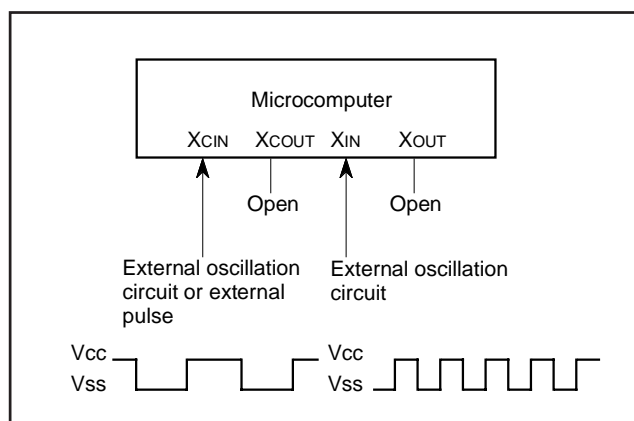 Microcomputer
XCIN XCOUT XIN XOUT
Open Open
External oscillation
circuit or external
pulse
External oscillation
circuit
Vcc
Vss
Vcc
Vss